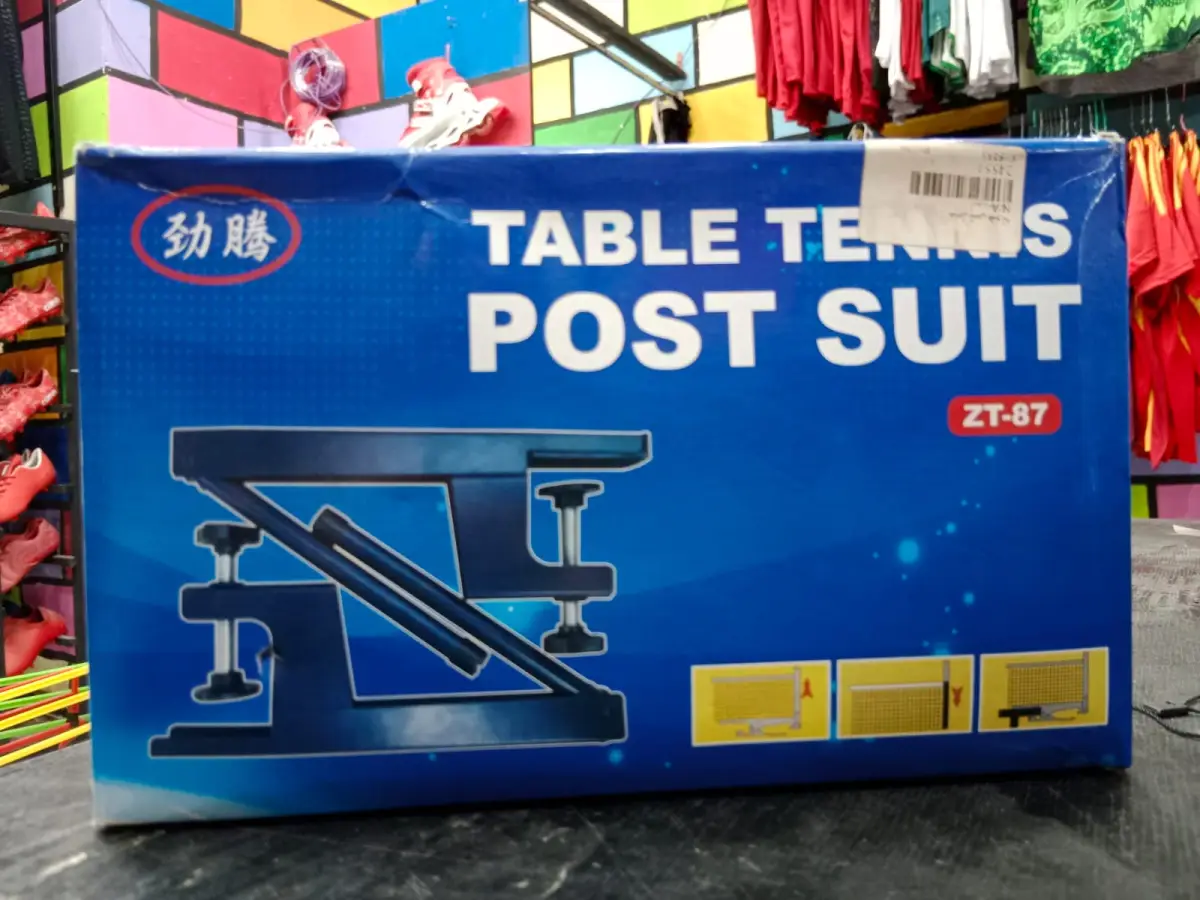 劲腾
TABLE TENNIS
POST SUIT
ZT-87